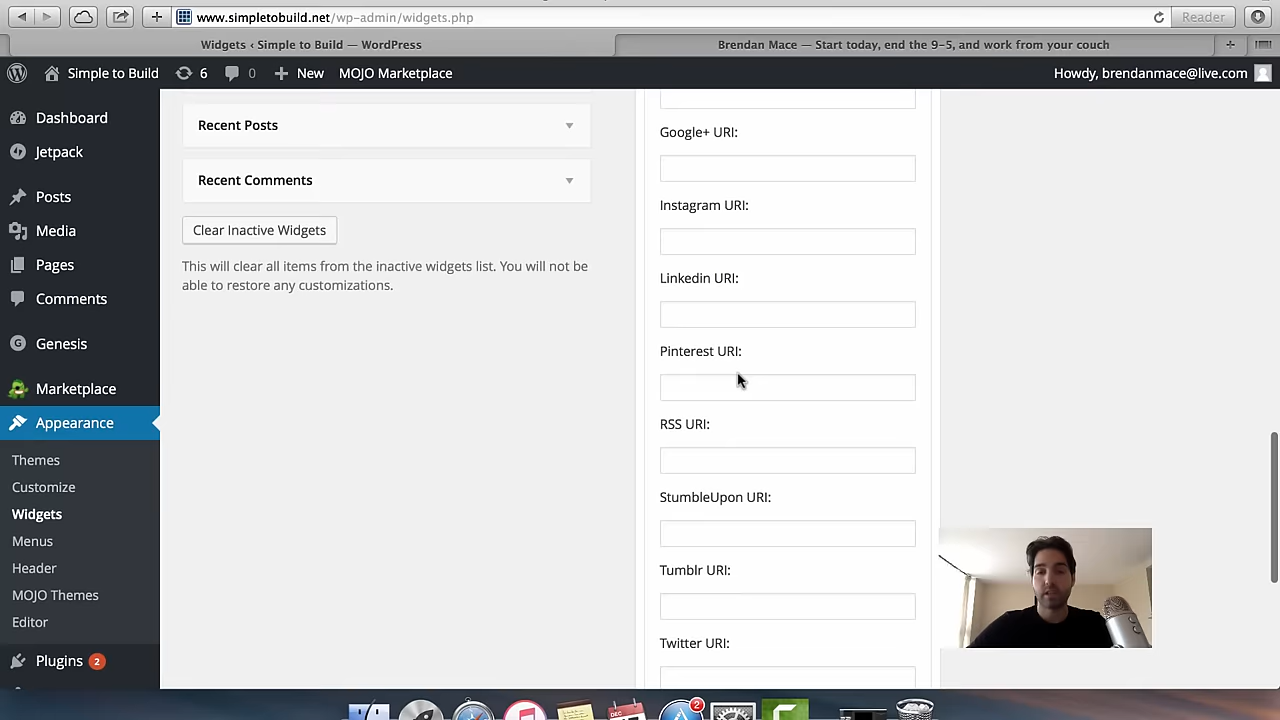 www.simpletobuild.net/wp-admin/widgets.php
Reader
Widgets ‹ Simple to Build — WordPress
Brendan Mace — Start today, end the 9–5, and work from your couch
Simple to Build
6
0
New
MOJO Marketplace
Howdy, brendanmace@live.com
Dashboard
Jetpack
Posts
Media
Pages
Comments
Genesis
Marketplace
Appearance
Themes
Customize
Widgets
Menus
Header
MOJO Themes
Editor
Plugins 2
Recent Posts
Recent Comments
Clear Inactive Widgets
This will clear all items from the inactive widgets list. You will not be
able to restore any customizations.
Google+ URI:
Instagram URI:
Linkedin URI:
Pinterest URI:
RSS URI:
StumbleUpon URI:
Tumblr URI:
Twitter URI:
DEC
2